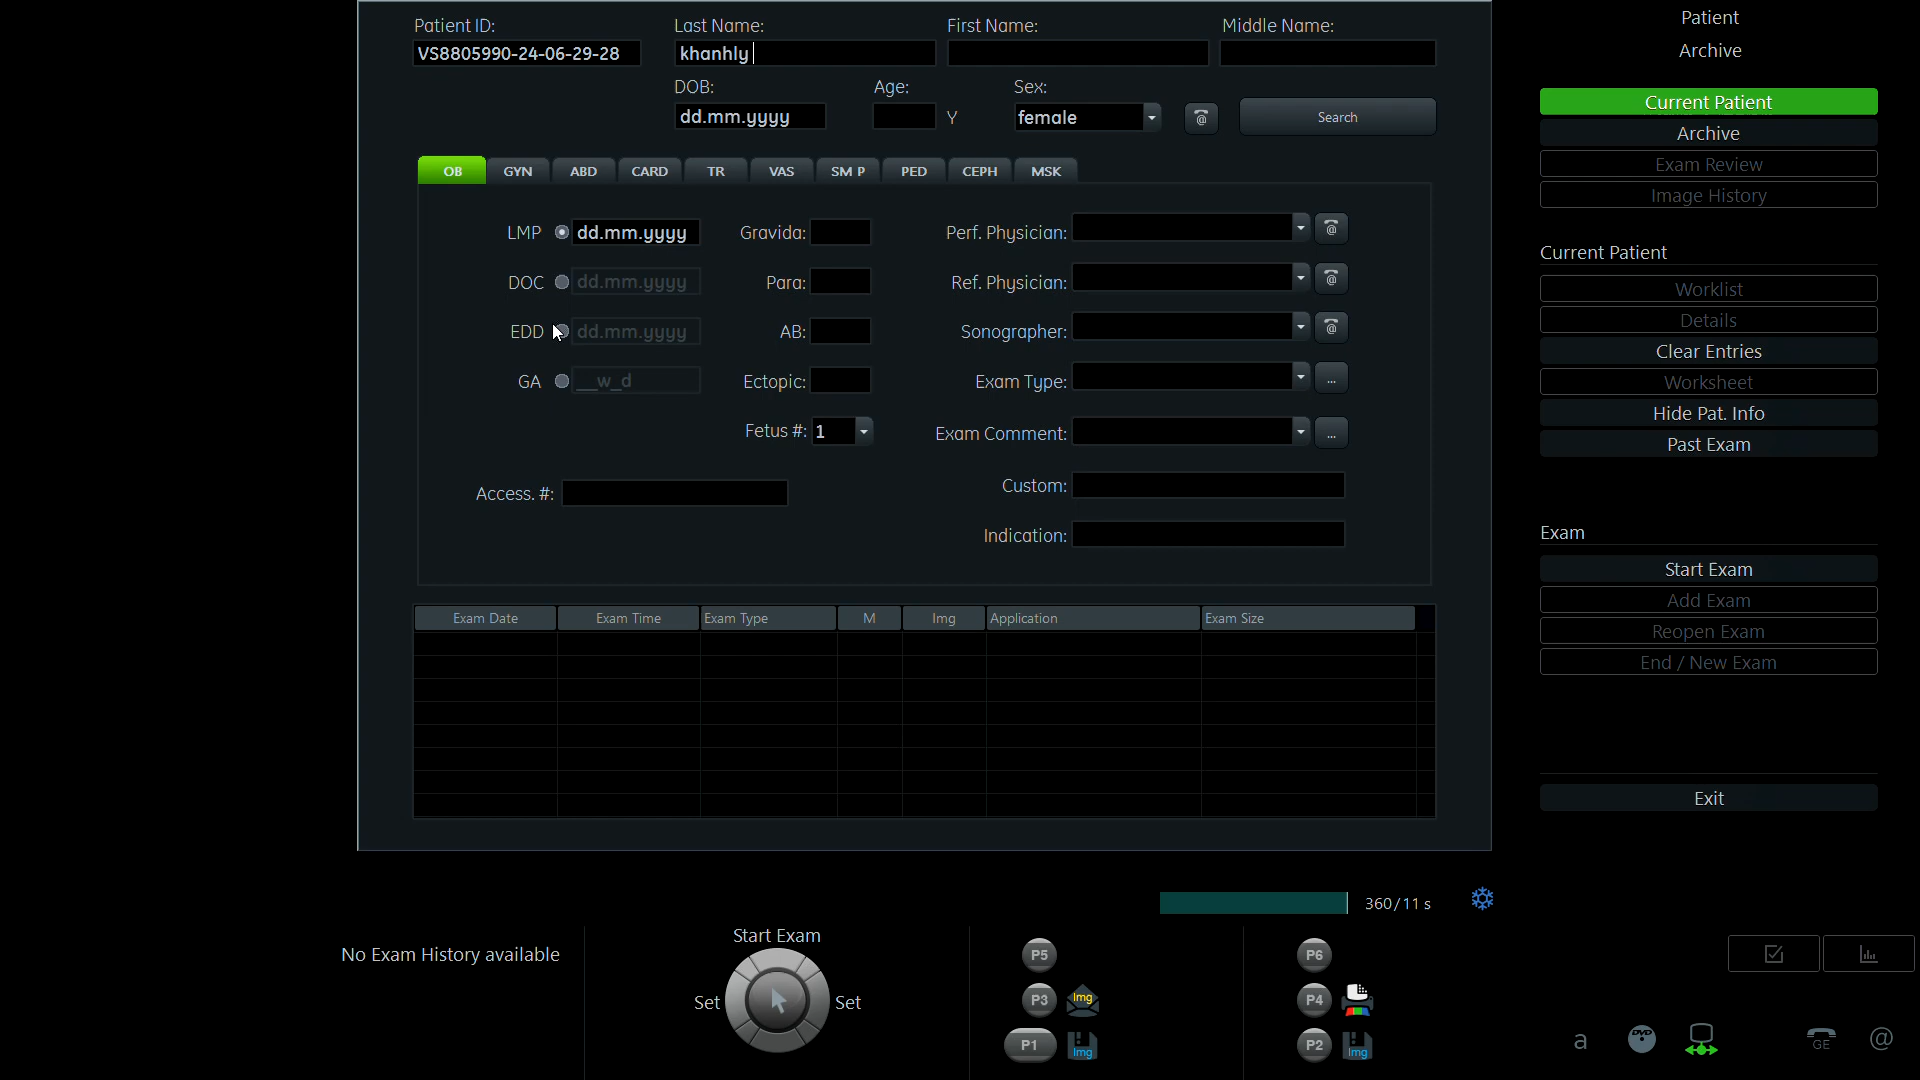 Patient ID: Last Name: First Name: Middle Name:
VS8805990-24-06-29-28 khanhly
DOB: Age: Sex:
dd.mm.yyyy Y female @ Search
OB GYN ABD CARD TR VAS SM P PED CEPH MSK
LMP dd.mm.yyyy Gravida: Perf. Physician: @
DOC dd.mm.yyyy Para: Ref. Physician: @
EDD dd.mm.yyyy AB: Sonographer: @
GA __w_d Ectopic: Exam Type: ...
Fetus #: 1 Exam Comment: ...
Access. #: Custom:
Indication:
Exam Date Exam Time Exam Type M Img Application Exam Size
360/11 s
No Exam History available
Start Exam
Set Set
P5 P6
P3 Img P4
P1 Img P2 Img
Patient
Archive
Current Patient
Archive
Exam Review
Image History
Current Patient
Worklist
Details
Clear Entries
Worksheet
Hide Pat. Info
Past Exam
Exam
Start Exam
Add Exam
Reopen Exam
End / New Exam
Exit
a DVD GE @